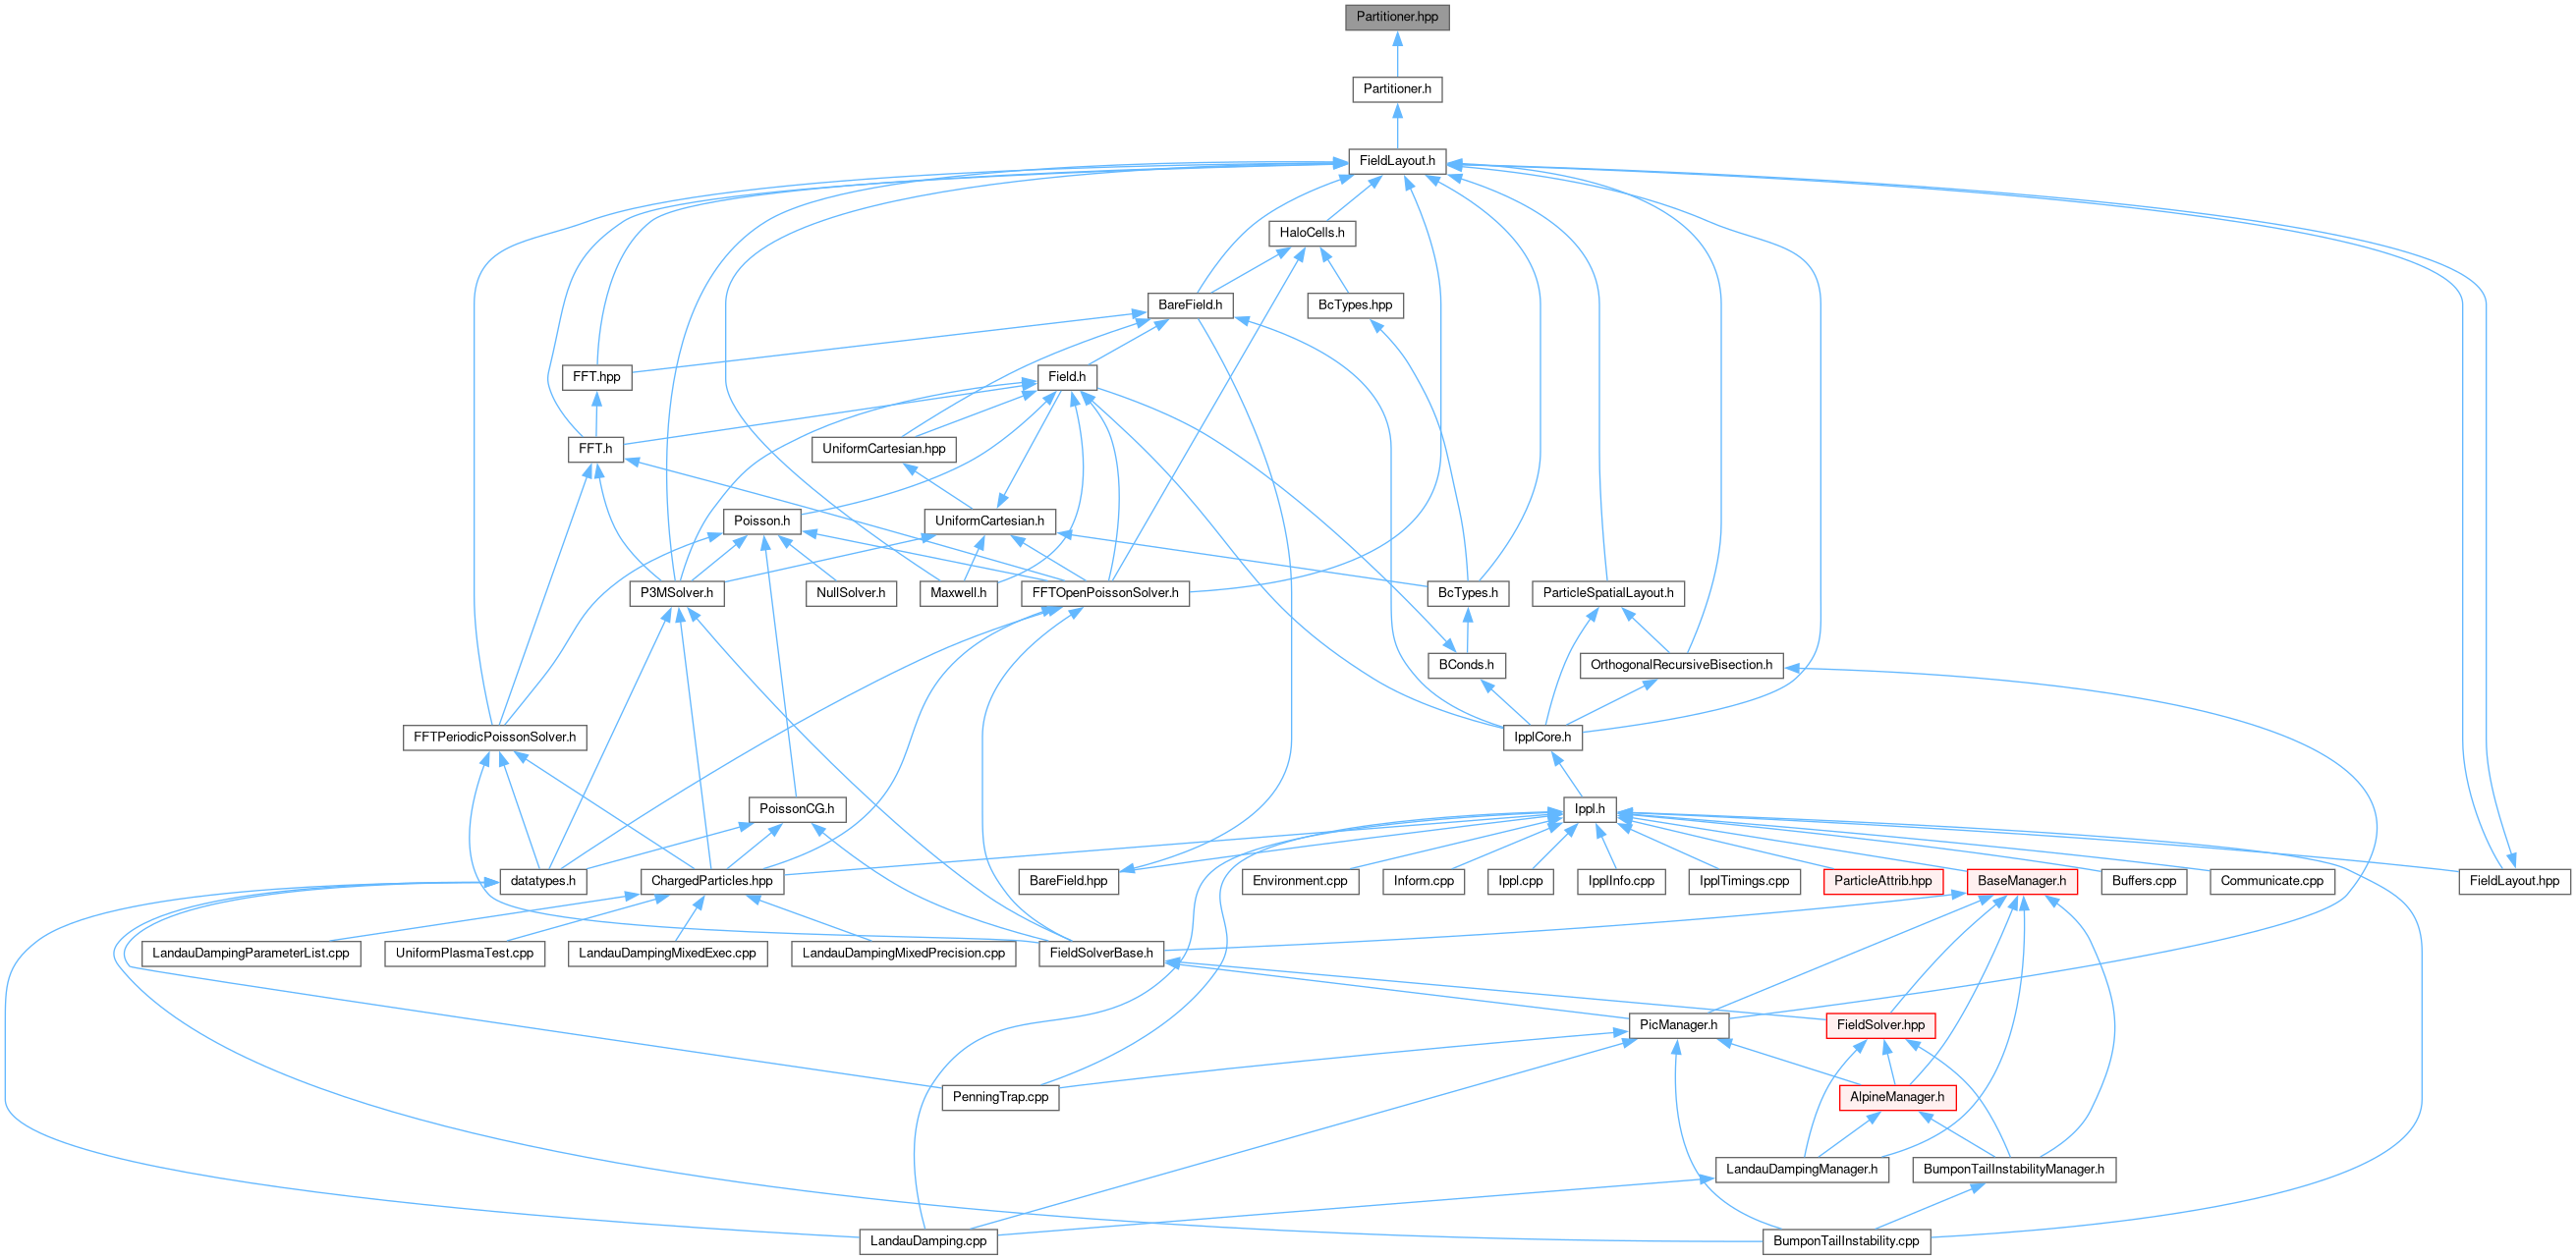 Partitioner.hpp
Partitioner.h
FieldLayout.h
HaloCells.h
BareField.h
BcTypes.hpp
FFT.hpp
Field.h
FFT.h
UniformCartesian.hpp
Poisson.h
UniformCartesian.h
P3MSolver.h
NullSolver.h
Maxwell.h
FFTOpenPoissonSolver.h
BcTypes.h
ParticleSpatialLayout.h
BConds.h
OrthogonalRecursiveBisection.h
FFTPeriodicPoissonSolver.h
IpplCore.h
PoissonCG.h
Ippl.h
datatypes.h
ChargedParticles.hpp
BareField.hpp
Environment.cpp
Inform.cpp
Ippl.cpp
IpplInfo.cpp
IpplTimings.cpp
ParticleAttrib.hpp
BaseManager.h
Buffers.cpp
Communicate.cpp
FieldLayout.hpp
LandauDampingParameterList.cpp
UniformPlasmaTest.cpp
LandauDampingMixedExec.cpp
LandauDampingMixedPrecision.cpp
FieldSolverBase.h
PicManager.h
FieldSolver.hpp
PenningTrap.cpp
AlpineManager.h
LandauDampingManager.h
BumponTailInstabilityManager.h
LandauDamping.cpp
BumponTailInstability.cpp